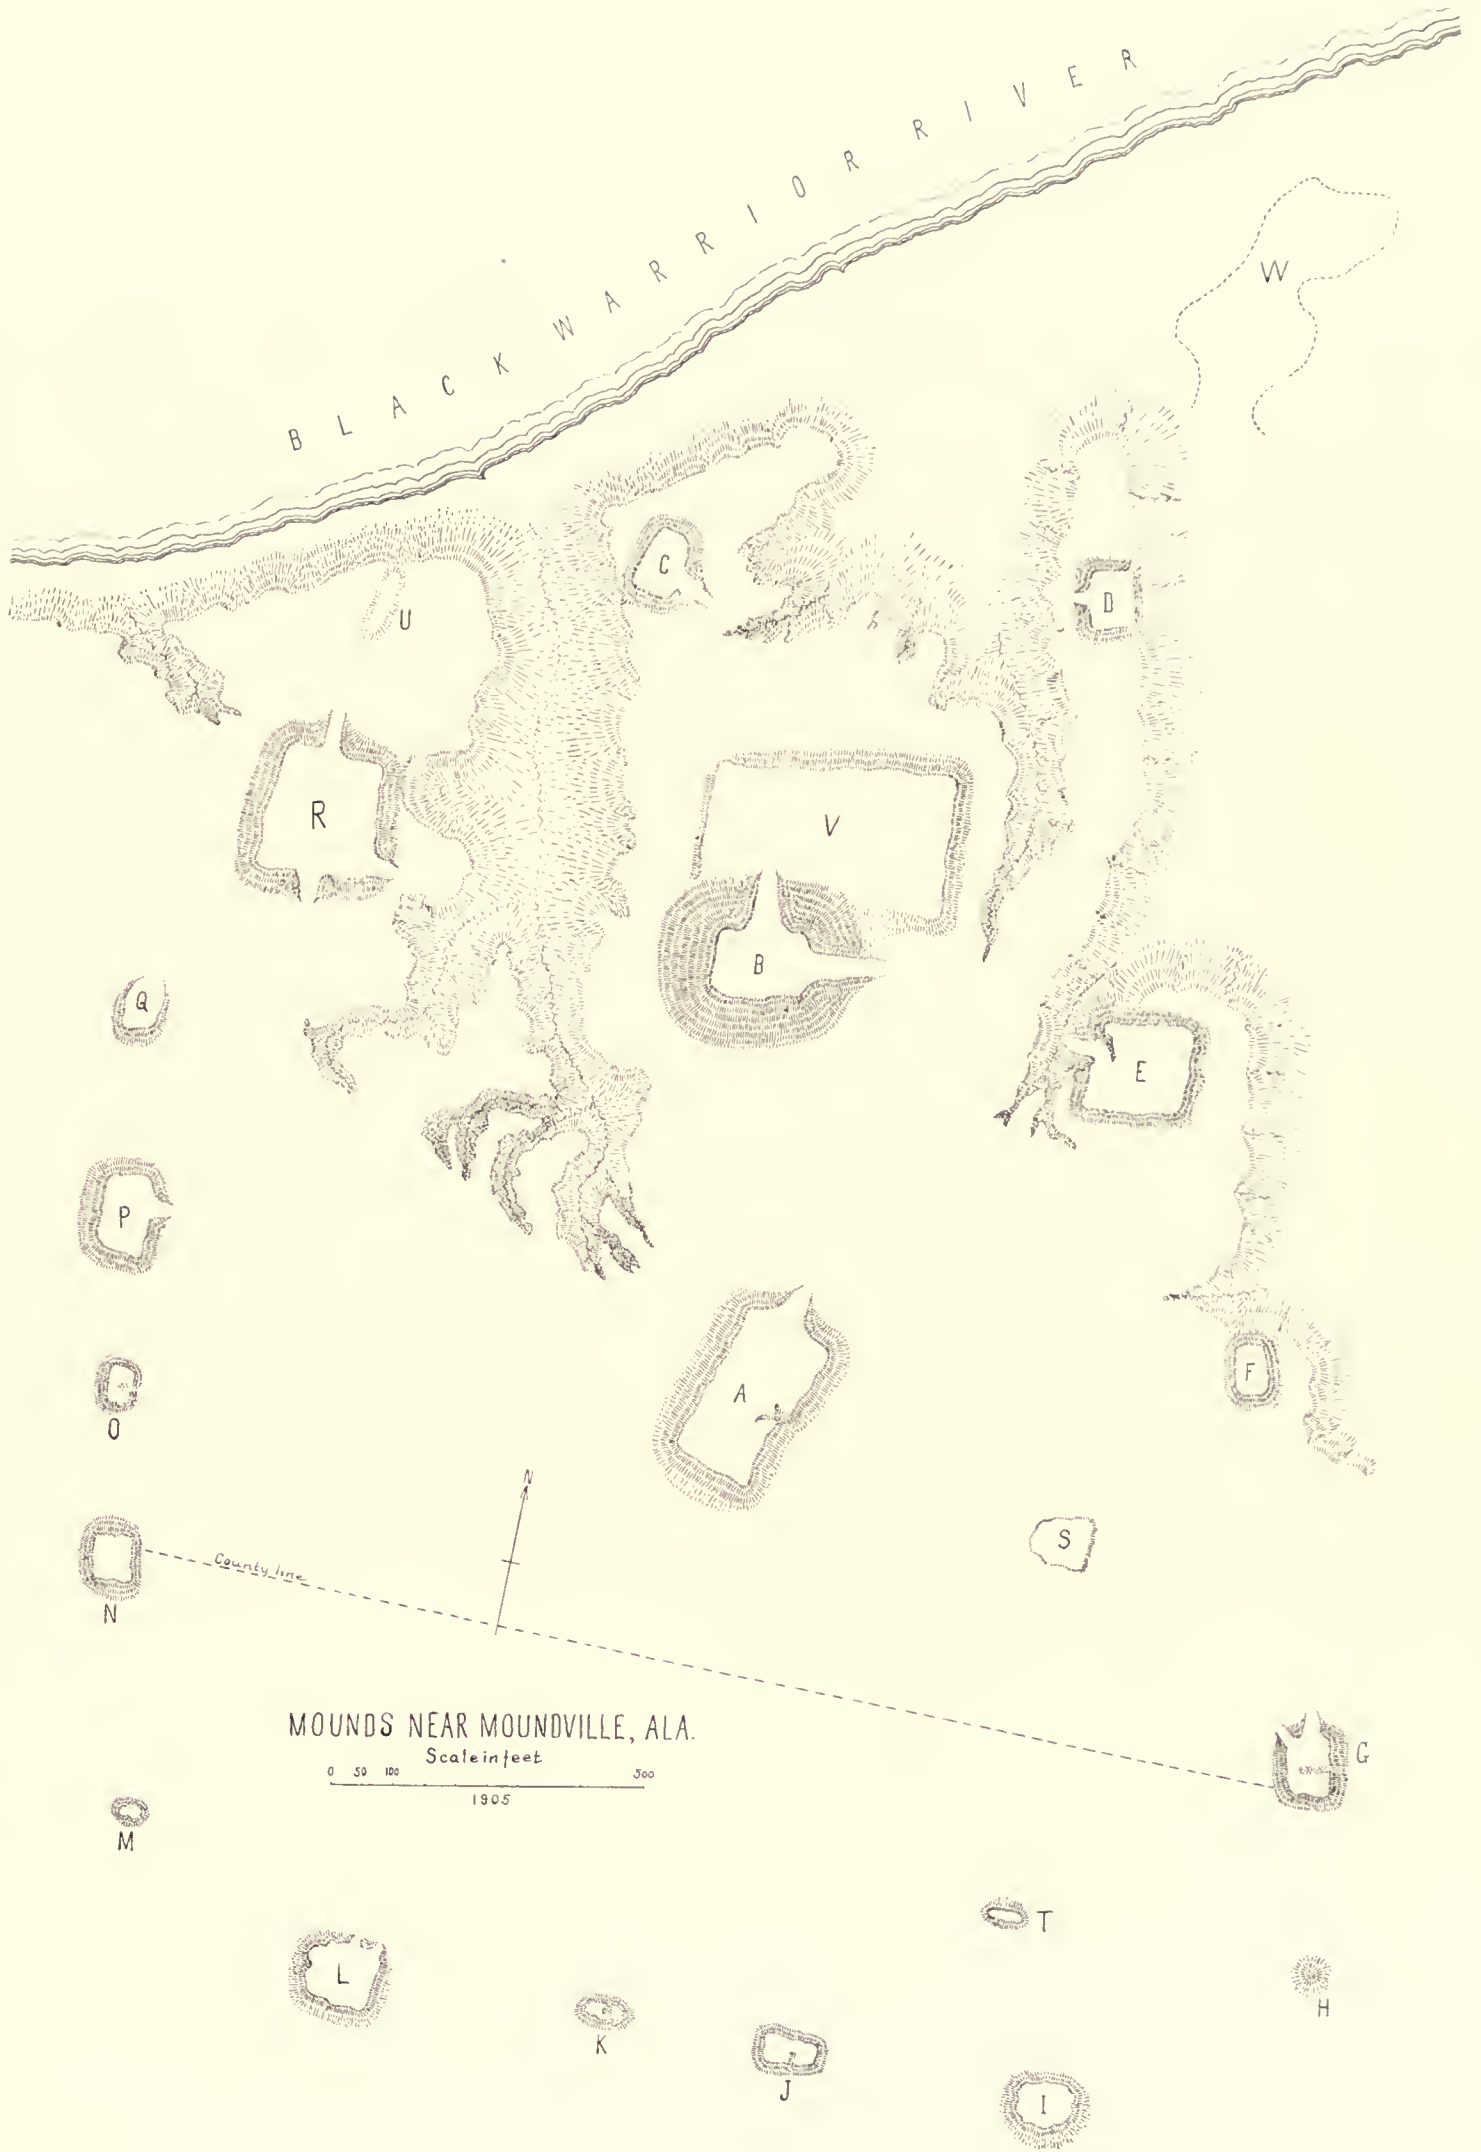 BLACK WARRIOR RIVER
W
C
D
U
R
V
B
Q
E
P
A
F
O
N
S
County line
N
MOUNDS NEAR MOUNDVILLE, ALA.
Scale in feet
0 50 100 500
1905
G
M
T
L
H
K
J
I